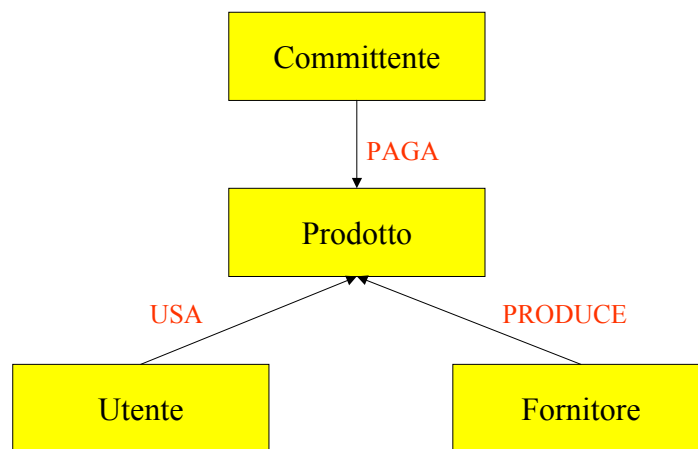 Committente
PAGA
Prodotto
USA
PRODUCE
Utente
Fornitore